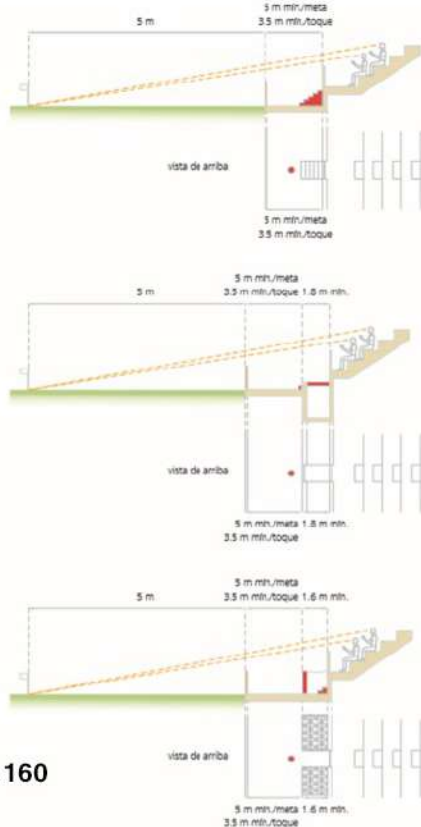 5 m mín./meta
5 m 3.5 m mín./toque
vista de arriba
5 m mín./meta
3.5 m mín./toque
5 m mín./meta
5 m 3.5 m mín./toque 1.8 m mín.
vista de arriba
5 m mín./meta 1.8 m mín.
3.5 m mín./toque
5 m mín./meta
5 m 3.5 m mín./toque 1.6 m mín.
vista de arriba
160
5 m mín./meta 1.6 m mín.
3.5 m mín./toque